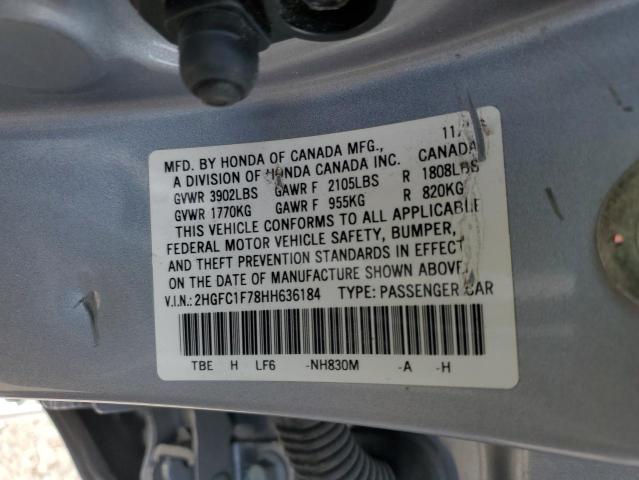 11/
MFD. BY HONDA OF CANADA MFG.,
A DIVISION OF HONDA CANADA INC. CANADA
GVWR 3902LBS GAWR F 2105LBS R 1808LBS
GVWR 1770KG GAWR F 955KG R 820KG
THIS VEHICLE CONFORMS TO ALL APPLICABLE
FEDERAL MOTOR VEHICLE SAFETY, BUMPER,
AND THEFT PREVENTION STANDARDS IN EFFECT
ON THE DATE OF MANUFACTURE SHOWN ABOVE.
V.I.N.: 2HGFC1F78HH636184 TYPE: PASSENGER CAR
TBE H LF6 -NH830M -A -H